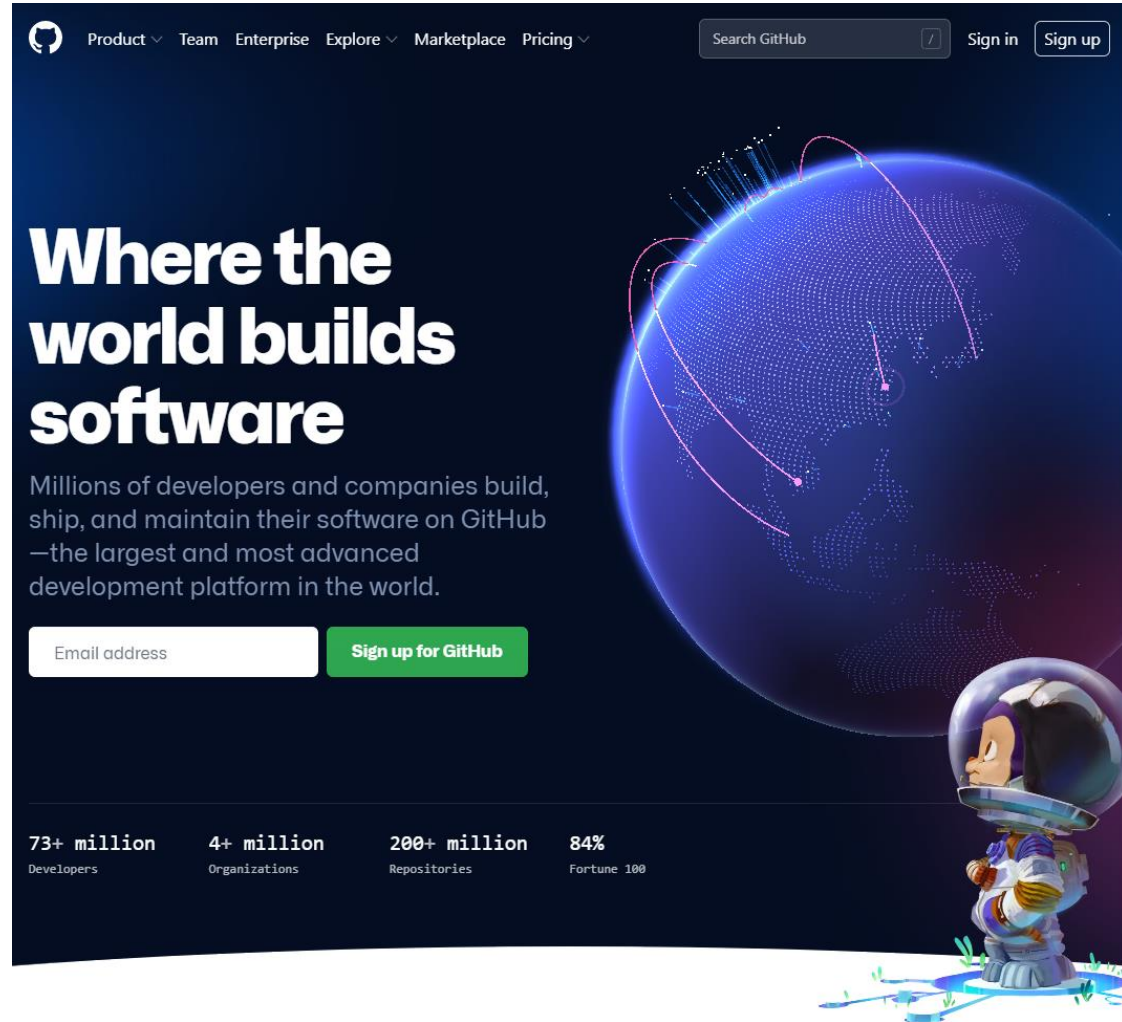 Product Team Enterprise Explore Marketplace Pricing Search GitHub / Sign in Sign up
Where the
world builds
software
Millions of developers and companies build,
ship, and maintain their software on GitHub
—the largest and most advanced
development platform in the world.
Email address Sign up for GitHub
73+ million 4+ million 200+ million 84%
Developers Organizations Repositories Fortune 100